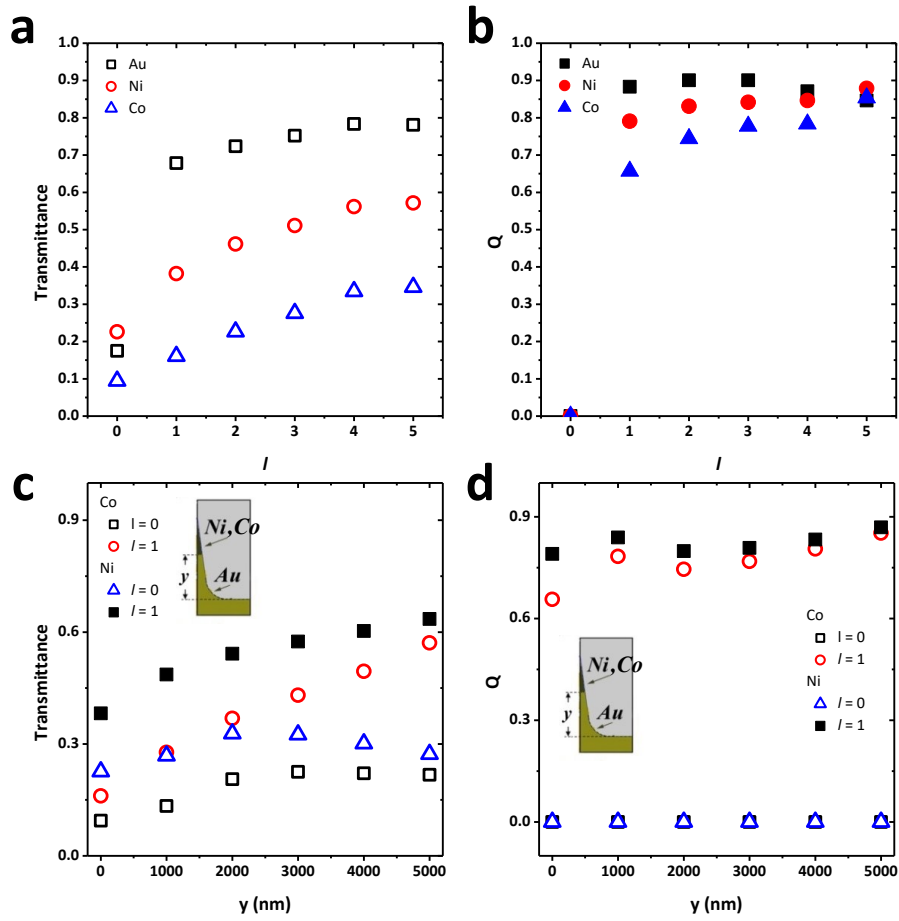 a
1.0
0.9
0.8
0.7
0.6
0.5
0.4
0.3
0.2
0.1
0.0
Transmittance
Au
Ni
Co
0 1 2 3 4 5
l
b
1.0
0.9
0.8
0.7
0.6
0.5
0.4
0.3
0.2
0.1
0.0
Q
Au
Ni
Co
0 1 2 3 4 5
l
c
0.9
0.6
0.3
0.0
Transmittance
Co
l = 0
l = 1
Ni
l = 0
l = 1
Ni,Co
y
Au
0 1000 2000 3000 4000 5000
y (nm)
d
0.9
0.6
0.3
0.0
Q
Ni,Co
y
Au
Co
l = 0
l = 1
Ni
l = 0
l = 1
0 1000 2000 3000 4000 5000
y (nm)